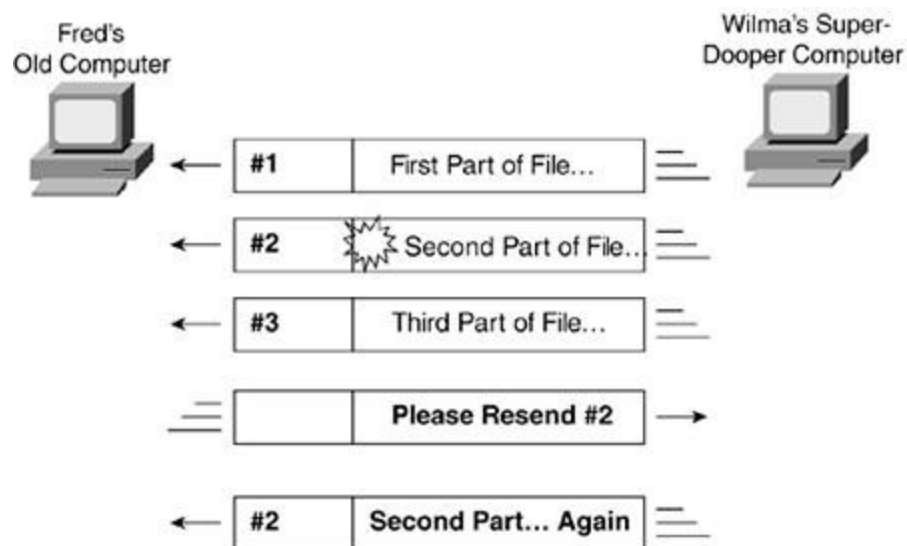 Fred's
Old Computer
Wilma's Super-
Dooper Computer
#1 First Part of File...
#2 Second Part of File...
#3 Third Part of File...
Please Resend #2
#2 Second Part... Again